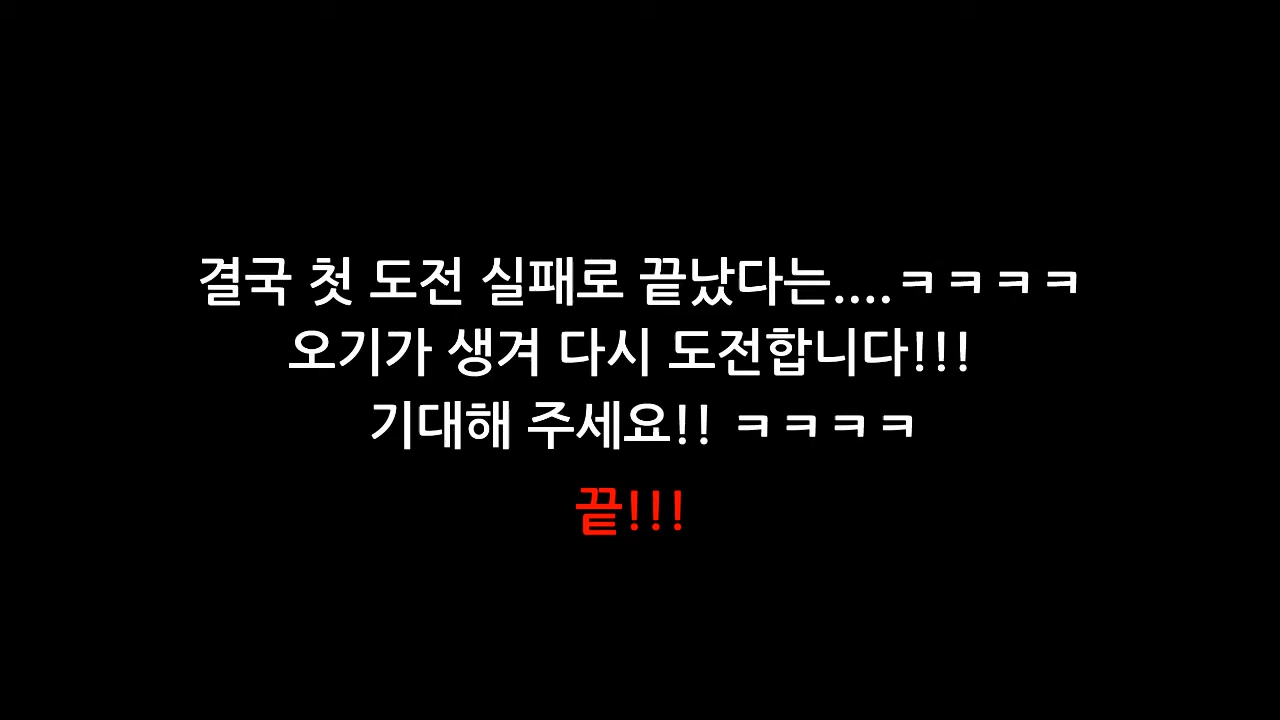 결국 첫 도전 실패로 끝났다는....ㅋㅋㅋㅋ
오기가 생겨 다시 도전합니다!!!
기대해 주세요!! ㅋㅋㅋㅋ
끝!!!